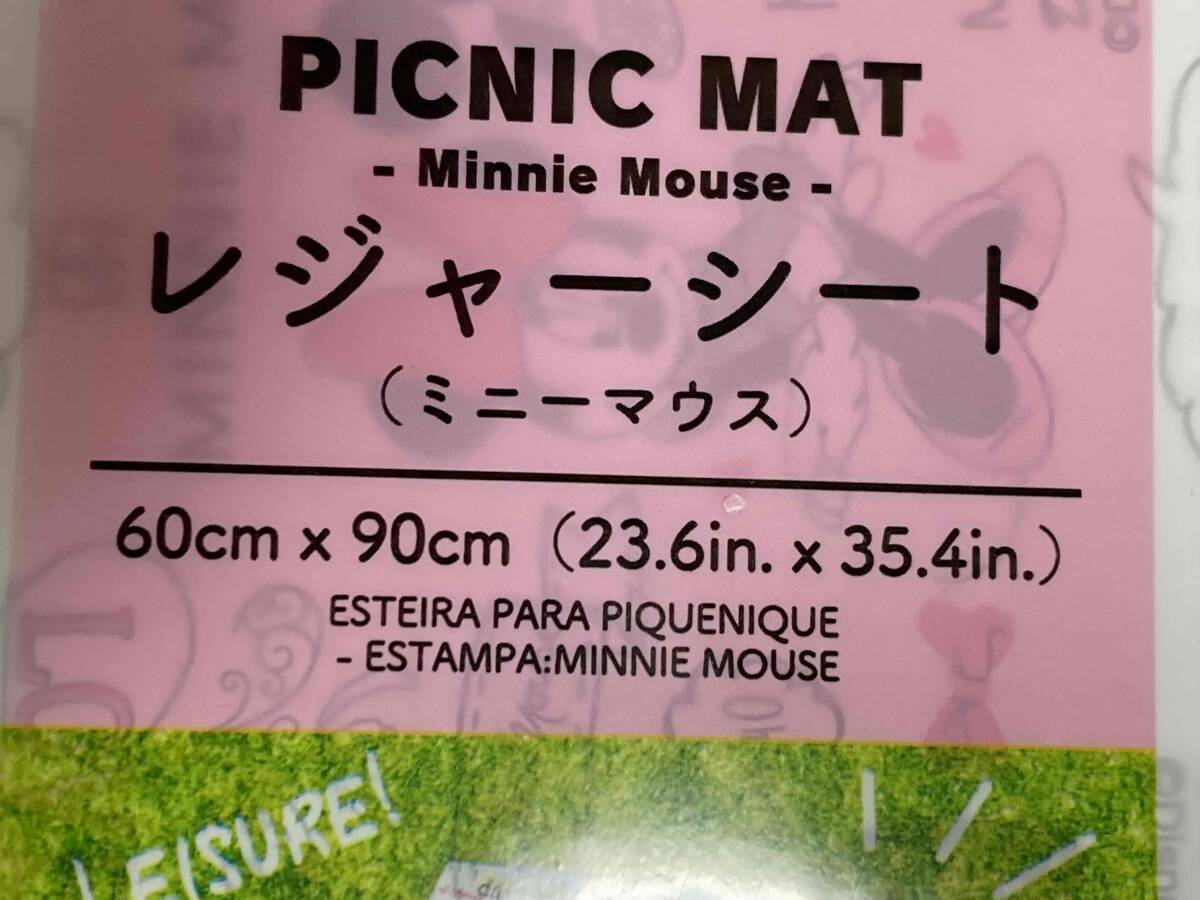 PICNIC MAT
- Minnie Mouse -
レジャーシート
（ミニーマウス）
60cm x 90cm（23.6in. x 35.4in.）
ESTEIRA PARA PIQUENIQUE
- ESTAMPA:MINNIE MOUSE
LEISURE!